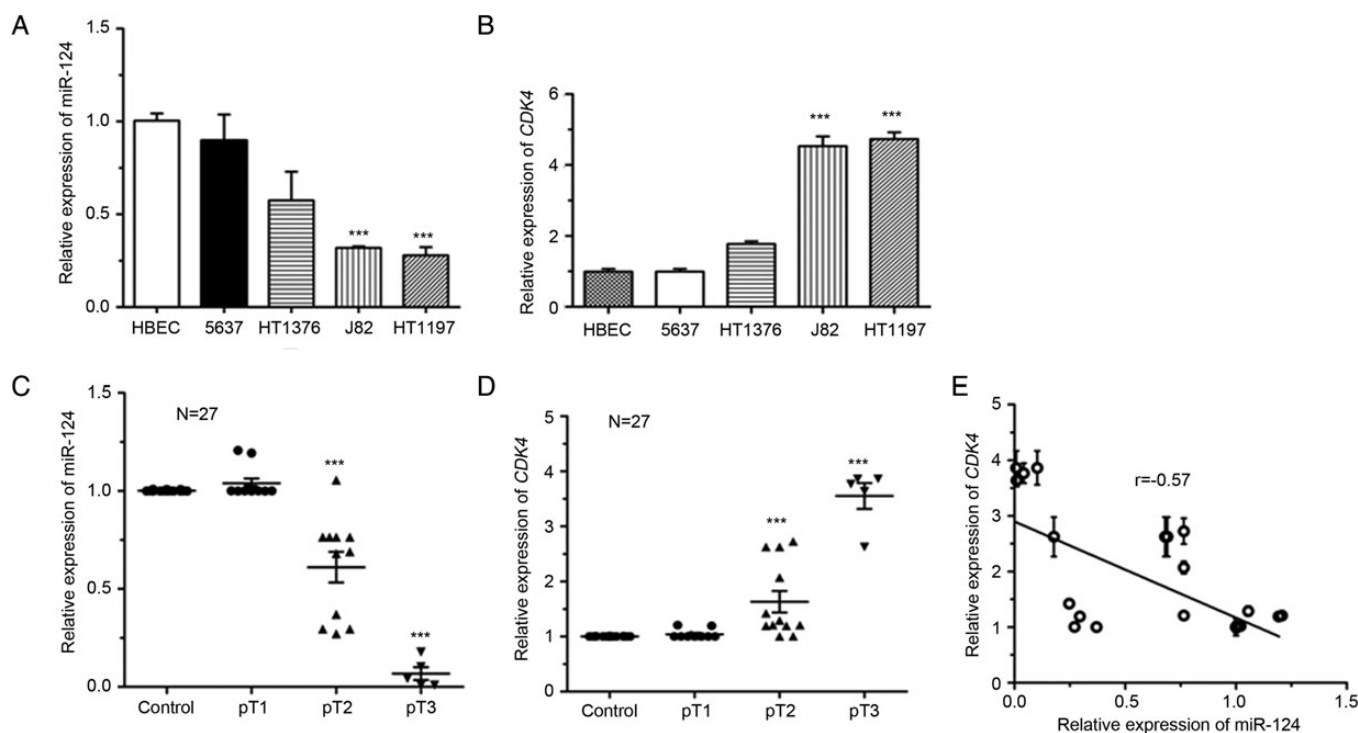 A
Relative expression of miR-124
1.5
1.0
0.5
0.0
***
***
HBEC 5637 HT1376 J82 HT1197
B
Relative expression of CDK4
6
4
2
0
***
***
HBEC 5637 HT1376 J82 HT1197
C
Relative expression of miR-124
1.5
1.0
0.5
0.0
N=27
***
***
Control pT1 pT2 pT3
D
Relative expression of CDK4
5
4
3
2
1
0
N=27
***
***
Control pT1 pT2 pT3
E
Relative expression of CDK4
5
4
3
2
1
0
r=-0.57
0.0 0.5 1.0 1.5
Relative expression of miR-124